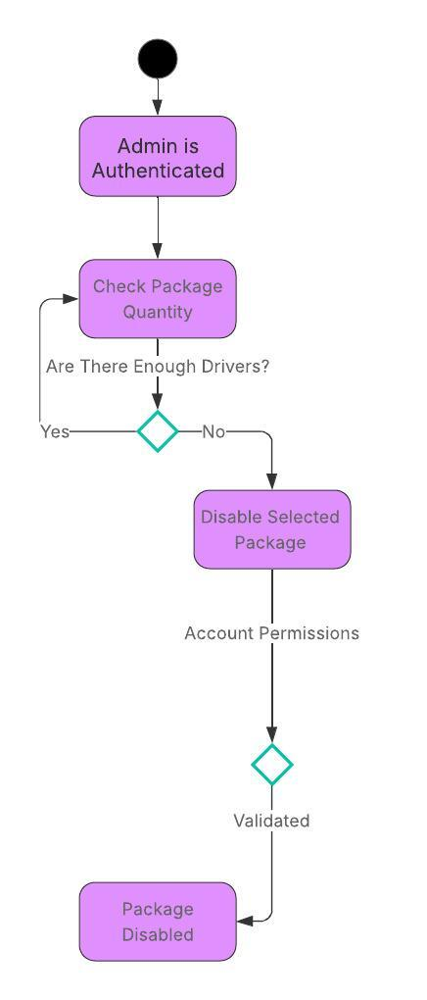 Admin is
Authenticated
Check Package
Quantity
Are There Enough Drivers?
Yes
No
Disable Selected
Package
Account Permissions
Validated
Package
Disabled